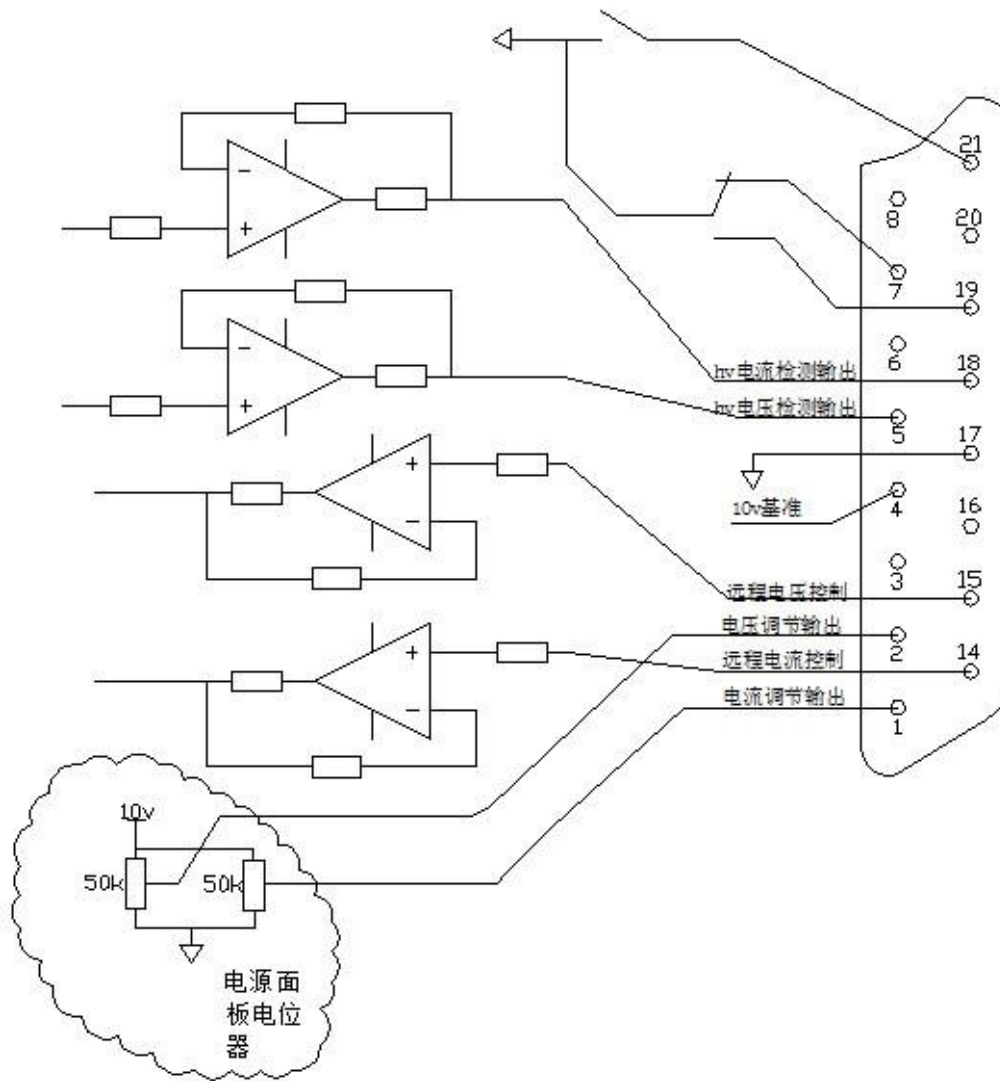 21
8
20
7
19
6
hv电流检测输出
18
hv电压检测输出
5
17
10v基准
4
16
3
15
远程电压控制
电压调节输出
2
14
远程电流控制
电流调节输出
1
10v
50k
50k
电源面
板电位
器